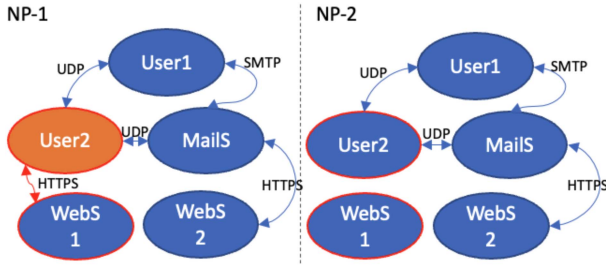 NP-1
User1
UDP
SMTP
User2
UDP
MailS
HTTPS
HTTPS
WebS
1
WebS
2
NP-2
User1
UDP
SMTP
User2
UDP
MailS
HTTPS
WebS
1
WebS
2